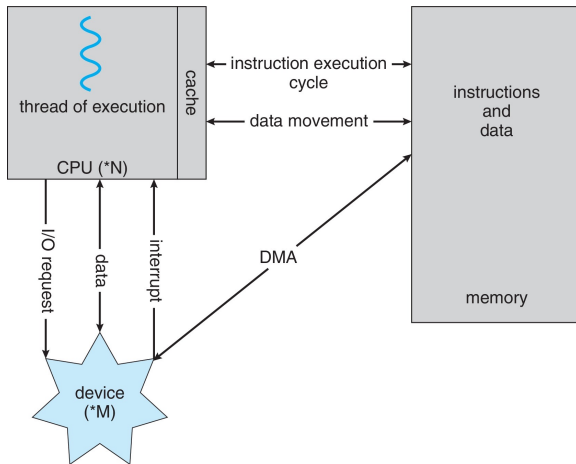 thread of execution
cache
CPU (*N)
instruction execution
cycle
data movement
instructions
and
data
memory
I/O request
data
interrupt
DMA
device
(*M)